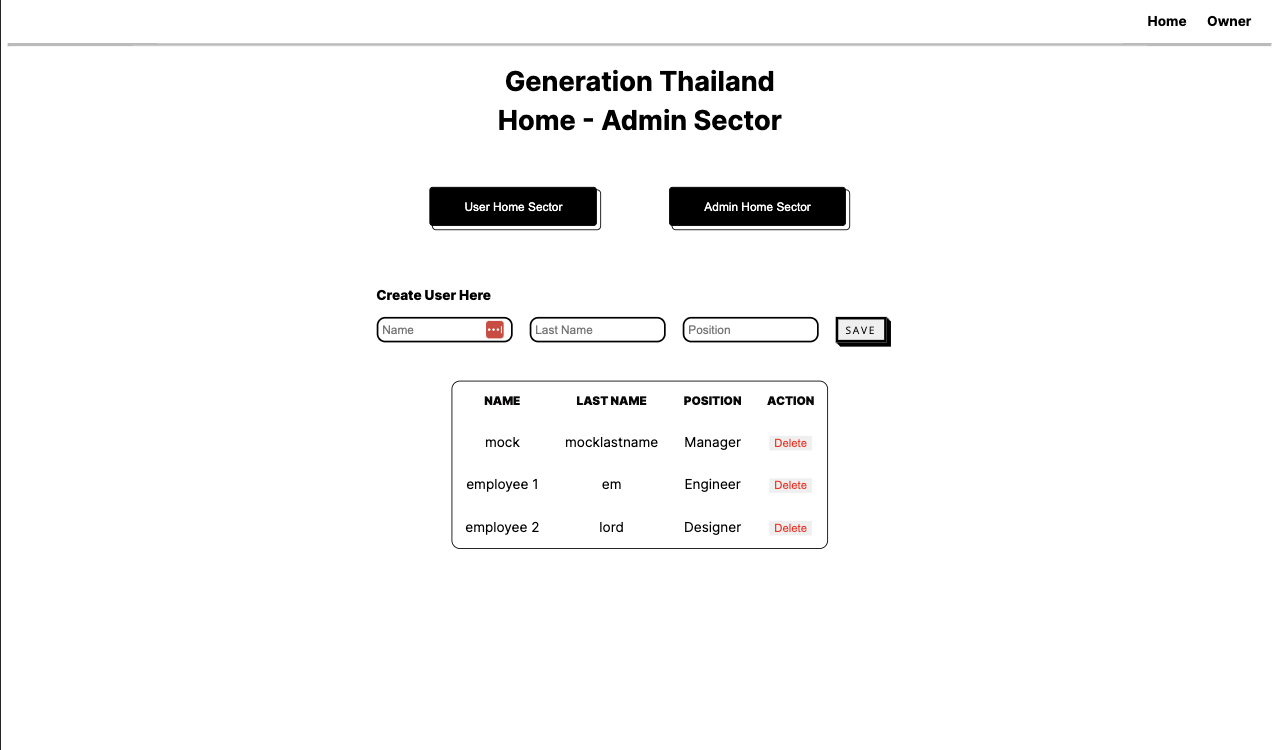 Home Owner
Generation Thailand
Home - Admin Sector
User Home Sector Admin Home Sector
Create User Here
Name Last Name Position SAVE
NAME LAST NAME POSITION ACTION
mock mocklastname Manager Delete
employee 1 em Engineer Delete
employee 2 lord Designer Delete